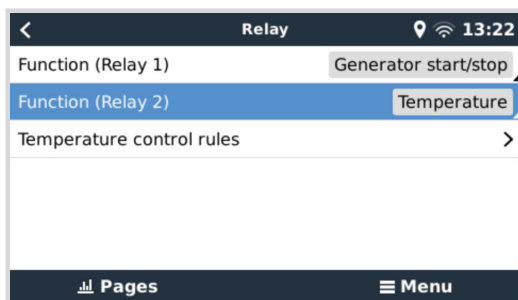 Relay 13:22
Function (Relay 1) Generator start/stop
Function (Relay 2) Temperature
Temperature control rules
Pages Menu